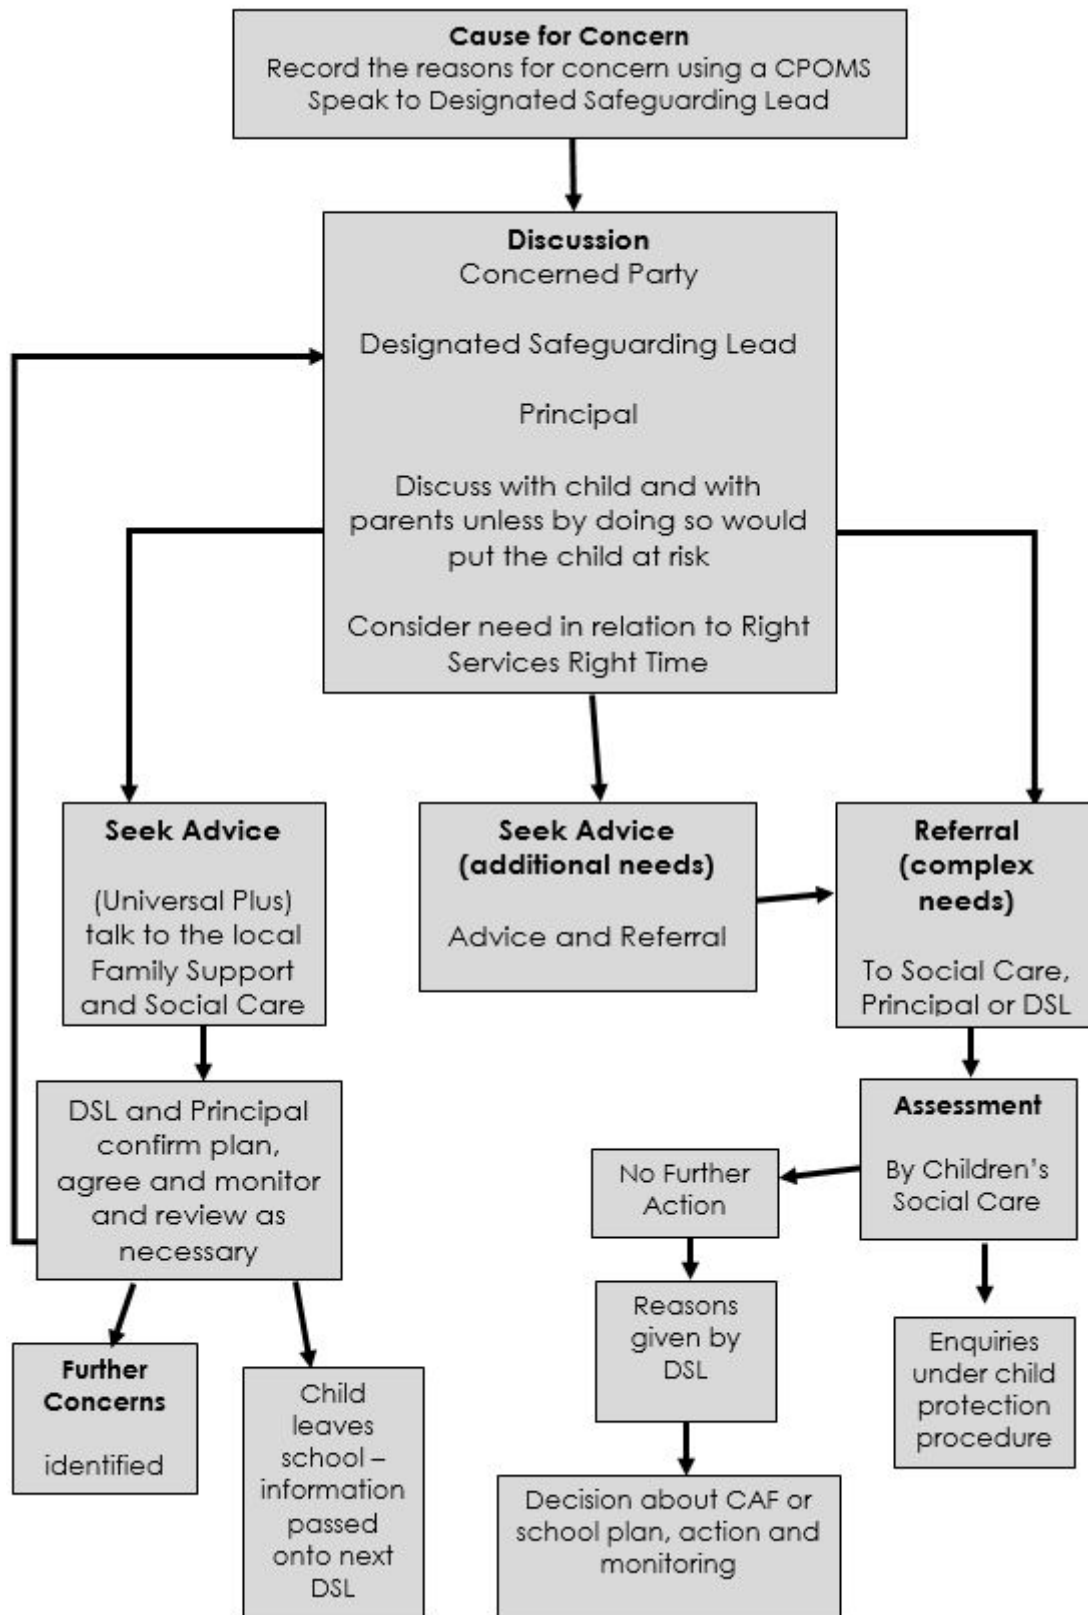 Cause for Concern
Record the reasons for concern using a CPOMS
Speak to Designated Safeguarding Lead
Discussion
Concerned Party
Designated Safeguarding Lead
Principal
Discuss with child and with
parents unless by doing so would
put the child at risk
Consider need in relation to Right
Services Right Time
Seek Advice
(Universal Plus)
talk to the local
Family Support
and Social Care
Seek Advice
(additional needs)
Advice and Referral
Referral
(complex
needs)
To Social Care,
Principal or DSL
DSL and Principal
confirm plan,
agree and monitor
and review as
necessary
Assessment
By Children's
Social Care
No Further
Action
Reasons
given by
DSL
Enquiries
under child
protection
procedure
Further
Concerns
identified
Child
leaves
school –
information
passed
onto next
DSL
Decision about CAF or
school plan, action and
monitoring